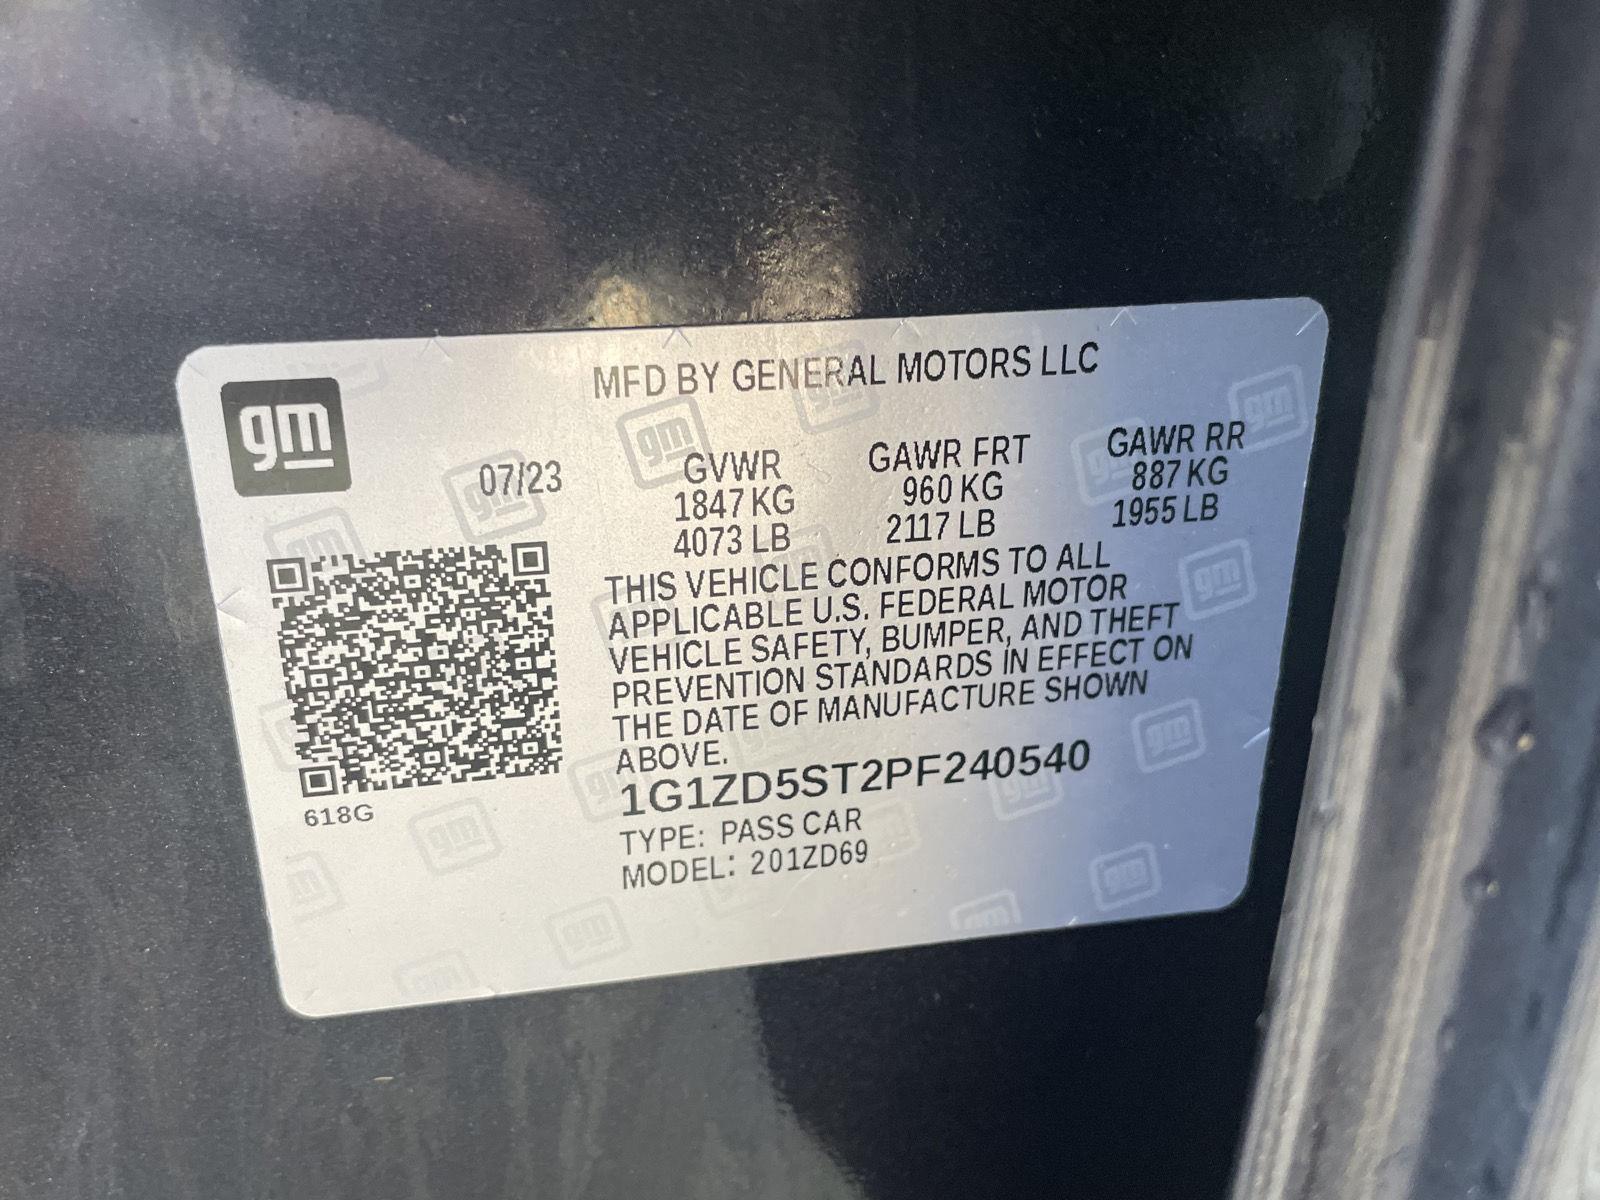 gm
MFD BY GENERAL MOTORS LLC
07/23
GVWR GAWR FRT GAWR RR
1847 KG 960 KG 887 KG
4073 LB 2117 LB 1955 LB
THIS VEHICLE CONFORMS TO ALL
APPLICABLE U.S. FEDERAL MOTOR
VEHICLE SAFETY, BUMPER, AND THEFT
PREVENTION STANDARDS IN EFFECT ON
THE DATE OF MANUFACTURE SHOWN
ABOVE.
1G1ZD5ST2PF240540
TYPE: PASS CAR
MODEL: 201ZD69
618G